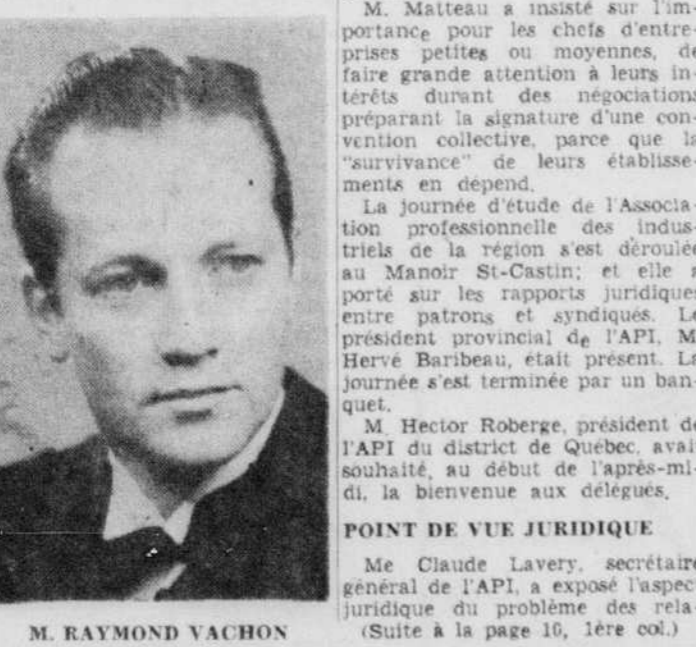 M. RAYMOND VACHON
M. Matteau a insisté sur l'im-
portance pour les chefs d'entre-
prises petites ou moyennes, de
faire grande attention à leurs in-
térêts durant des négociations
préparant la signature d'une con-
vention collective, parce que la
"survivance" de leurs établisse-
ments en dépend.
La journée d'étude de l'Associa-
tion professionnelle des indus-
triels de la région s'est déroulée
au Manoir St-Castin; et elle a
porté sur les rapports juridiques
entre patrons et syndiqués. Le
président provincial de l'API, M.
Hervé Baribeau, était présent. La
journée s'est terminée par un ban-
quet.
M. Hector Roberge, président de
l'API du district de Québec, avai
souhaité, au début de l'après-mi-
di, la bienvenue aux délégués.
POINT DE VUE JURIDIQUE
Me Claude Lavery, secrétaire
général de l'API, a exposé l'aspec
juridique du problème des rela-
(Suite à la page 10, 1ère col.)